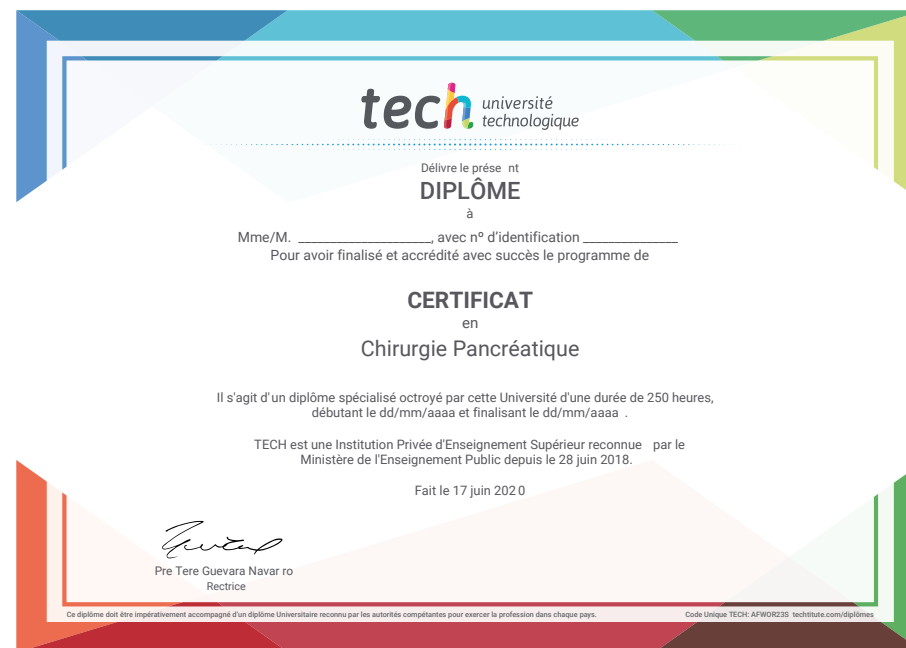 tech université
technologique
Délivre le prése nt
DIPLÔME
à
Mme/M. ____________________, avec nº d'identification ______________
Pour avoir finalisé et accrédité avec succès le programme de
CERTIFICAT
en
Chirurgie Pancréatique
Il s'agit d'un diplôme spécialisé octroyé par cette Université d'une durée de 250 heures,
débutant le dd/mm/aaaa et finalisant le dd/mm/aaaa .
TECH est une Institution Privée d'Enseignement Supérieur reconnue par le
Ministère de l'Enseignement Public depuis le 28 juin 2018.
Fait le 17 juin 2020
Pre Tere Guevara Navar ro
Rectrice
Ce diplôme doit être impérativement accompagné d'un diplôme Universitaire reconnu par les autorités compétantes pour exercer la profession dans chaque pays. Code Unique TECH: AFWOR23S techtitute.com/diplômes